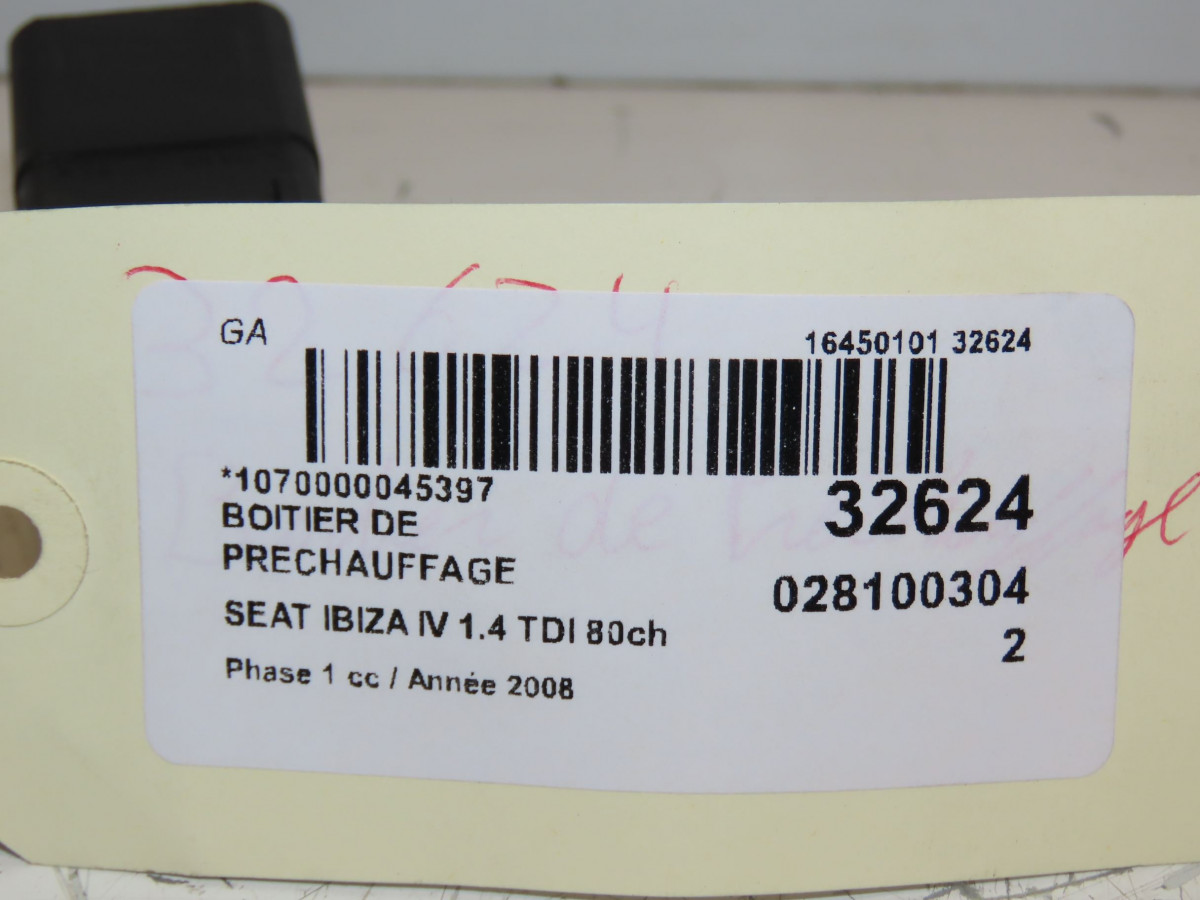 32624
GA
16450101 32624
*1070000045397
32624
BOITIER DE
PRECHAUFFAGE
028100304
2
SEAT IBIZA IV 1.4 TDI 80ch
Phase 1 cc / Année 2008